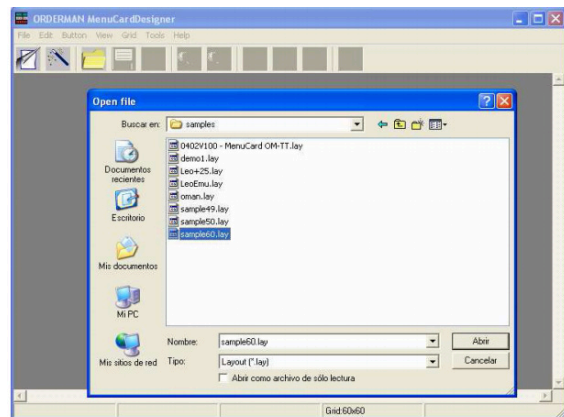 ORDERMAN MenuCardDesigner
File Edit Button View Grid Tools Help
Open file
Buscar en: samples
Documentos recientes
Escritorio
Mis documentos
Mi PC
Mis sitios de red
0402V100 - MenuCard OM-TT.lay
demo1.lay
Leo+25.lay
LeoEmu.lay
oman.lay
sample49.lay
sample50.lay
sample60.lay
Nombre: sample60.lay Abrir
Tipo: Layout (*.lay) Cancelar
Abrir como archivo de sólo lectura
Grid:60x60